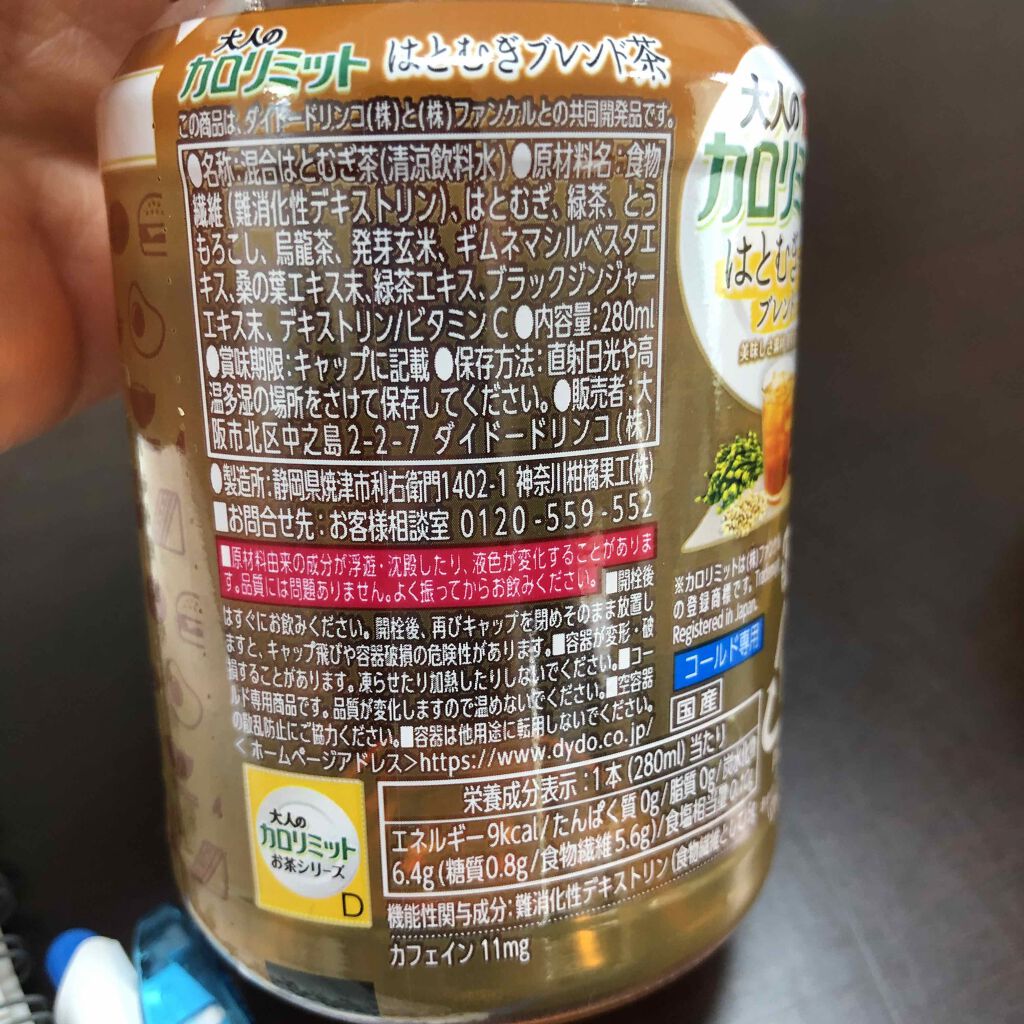 大人の
カロリミット はとむぎブレンド茶
この商品は、ダイドードリンコ(株)と(株)ファンケルとの共同開発品です。
●名称:混合はとむぎ茶(清涼飲料水)●原材料名:食物
繊維(難消化性デキストリン)、はとむぎ、緑茶、とう
もろこし、烏龍茶、発芽玄米、ギムネマシルベスタエ
キス、桑の葉エキス末、緑茶エキス、ブラックジンジャー
エキス末、デキストリン/ビタミンC●内容量:280ml
●賞味期限:キャップに記載●保存方法:直射日光や高
温多湿の場所をさけて保存してください。●販売者:大
阪市北区中之島2-2-7 ダイドードリンコ(株)
●製造所:静岡県焼津市利右衛門1402-1 神奈川柑橘果工(株)
■お問合せ先:お客様相談室 0120-559-552
■原材料由来の成分が浮遊・沈殿したり、液色が変化することがありま
す。品質には問題ありません。よく振ってからお飲みください。■開栓後
はすぐにお飲みください。開栓後、再びキャップを閉めそのまま放置し
ますと、キャップ飛びや容器破損の危険性があります。■容器が変形・破
損することがあります。凍らせたり加熱したりしないでください。■コー
ルド専用商品です。品質が変化しますので温めないでください。■空容器
の散乱防止にご協力ください。■容器は他用途に転用しないでください。
<ホームページアドレス>https://www.dydo.co.jp/
栄養成分表示:1本(280ml)当たり
エネルギー9kcal/たんぱく質0g/脂質0g/炭水化物
6.4g(糖質0.8g/食物繊維5.6g)/食塩相当量
機能性関与成分:難消化性デキストリン(食物繊維として
カフェイン 11mg
大人の
カロリミット
お茶シリーズ
D
大人の
カロリミ
はとむぎ
ブレンド
※カロリミットは(株)
の登録商標です。
Registered in Japan.
コールド専用
国産